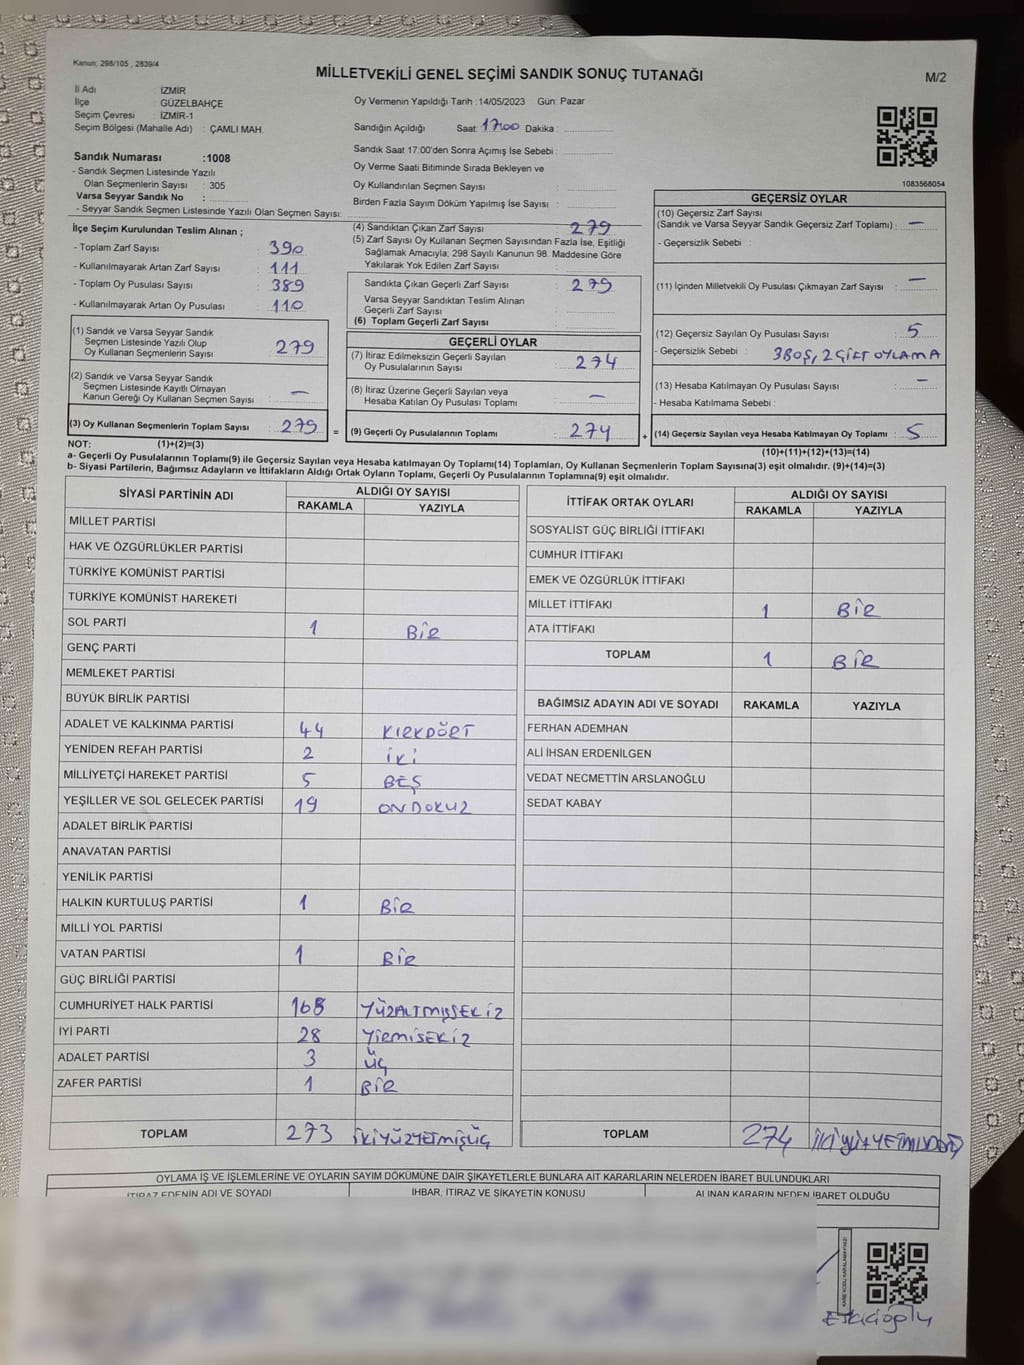 Kanun: 298/105 , 2839/4
MİLLETVEKİLİ GENEL SEÇİMİ SANDIK SONUÇ TUTANAĞI
M/2
İl Adı : İZMİR
İlçe : GÜZELBAHÇE
Seçim Çevresi : İZMİR-1
Seçim Bölgesi (Mahalle Adı) : ÇAMLI MAH.
Oy Vermenin Yapıldığı Tarih :14/05/2023 Gün: Pazar
Sandığın Açıldığı Saat: 17:00 Dakika :
Sandık Saat 17:00'den Sonra Açımış İse Sebebi :
Oy Verme Saati Bitiminde Sırada Bekleyen ve
Oy Kullandırılan Seçmen Sayısı :
Birden Fazla Sayım Döküm Yapılmış İse Sayısı :
1083568054
Sandık Numarası :1008
- Sandık Seçmen Listesinde Yazılı
Olan Seçmenlerin Sayısı : 305
Varsa Seyyar Sandık No :
- Seyyar Sandık Seçmen Listesinde Yazılı Olan Seçmen Sayısı:
İlçe Seçim Kurulundan Teslim Alınan ;
- Toplam Zarf Sayısı : 390
- Kullanılmayarak Artan Zarf Sayısı : 111
- Toplam Oy Pusulası Sayısı : 389
- Kullanılmayarak Artan Oy Pusulası : 110
(1) Sandık ve Varsa Seyyar Sandık
Seçmen Listesinde Yazılı Olup
Oy Kullanan Seçmenlerin Sayısı : 279
(2) Sandık ve Varsa Seyyar Sandık
Seçmen Listesinde Kayıtlı Olmayan
Kanun Gereği Oy Kullanan Seçmen Sayısı : –
(3) Oy Kullanan Seçmenlerin Toplam Sayısı : 279 =
(4) Sandıktan Çıkan Zarf Sayısı : 279
(5) Zarf Sayısı Oy Kullanan Seçmen Sayısından Fazla İse, Eşitliği
Sağlamak Amacıyla; 298 Sayılı Kanunun 98. Maddesine Göre
Yakılarak Yok Edilen Zarf Sayısı :
Sandıkta Çıkan Geçerli Zarf Sayısı : 279
Varsa Seyyar Sandıktan Teslim Alınan
Geçerli Zarf Sayısı :
(6) Toplam Geçerli Zarf Sayısı :
GEÇERLİ OYLAR
(7) İtiraz Edilmeksizin Geçerli Sayılan
Oy Pusulalarının Sayısı : 274
(8) İtiraz Üzerine Geçerli Sayılan veya
Hesaba Katılan Oy Pusulası Toplamı : –
(9) Geçerli Oy Pusulalarının Toplamı : 274 +
GEÇERSİZ OYLAR
(10) Geçersiz Zarf Sayısı
(Sandık ve Varsa Seyyar Sandık Geçersiz Zarf Toplamı) : –
- Geçersizlik Sebebi :
(11) İçinden Milletvekili Oy Pusulası Çıkmayan Zarf Sayısı : –
(12) Geçersiz Sayılan Oy Pusulası Sayısı : 5
- Geçersizlik Sebebi : 3 BOŞ, 2 ÇİFT OYLAMA
(13) Hesaba Katılmayan Oy Pusulası Sayısı : –
- Hesaba Katılmama Sebebi :
(14) Geçersiz Sayılan veya Hesaba Katılmayan Oy Toplamı : 5
NOT: (1)+(2)=(3)
(10)+(11)+(12)+(13)=(14)
a- Geçerli Oy Pusulalarının Toplamı(9) ile Geçersiz Sayılan veya Hesaba katılmayan Oy Toplamı(14) Toplamları, Oy Kullanan Seçmenlerin Toplam Sayısına(3) eşit olmalıdır. (9)+(14)=(3)
b- Siyasi Partilerin, Bağımsız Adayların ve İttifakların Aldığı Ortak Oyların Toplamı, Geçerli Oy Pusulalarının Toplamına(9) eşit olmalıdır.
SİYASİ PARTİNİN ADI ALDIĞI OY SAYISI
RAKAMLA YAZIYLA
MİLLET PARTİSİ
HAK VE ÖZGÜRLÜKLER PARTİSİ
TÜRKİYE KOMÜNİST PARTİSİ
TÜRKİYE KOMÜNİST HAREKETİ
SOL PARTİ 1 BİR
GENÇ PARTİ
MEMLEKET PARTİSİ
BÜYÜK BİRLİK PARTİSİ
ADALET VE KALKINMA PARTİSİ 44 KIRKDÖRT
YENİDEN REFAH PARTİSİ 2 İKİ
MİLLİYETÇİ HAREKET PARTİSİ 5 BEŞ
YEŞİLLER VE SOL GELECEK PARTİSİ 19 ONDOKUZ
ADALET BİRLİK PARTİSİ
ANAVATAN PARTİSİ
YENİLİK PARTİSİ
HALKIN KURTULUŞ PARTİSİ 1 BİR
MİLLİ YOL PARTİSİ
VATAN PARTİSİ 1 BİR
GÜÇ BİRLİĞİ PARTİSİ
CUMHURİYET HALK PARTİSİ 168 YÜZALTMIŞSEKİZ
İYİ PARTİ 28 YİRMİSEKİZ
ADALET PARTİSİ 3 ÜÇ
ZAFER PARTİSİ 1 BİR
TOPLAM 273 İKİYÜZYETMİŞÜÇ
İTTİFAK ORTAK OYLARI ALDIĞI OY SAYISI
RAKAMLA YAZIYLA
SOSYALİST GÜÇ BİRLİĞİ İTTİFAKI
CUMHUR İTTİFAKI
EMEK VE ÖZGÜRLÜK İTTİFAKI
MİLLET İTTİFAKI 1 BİR
ATA İTTİFAKI
TOPLAM 1 BİR
BAĞIMSIZ ADAYIN ADI VE SOYADI RAKAMLA YAZIYLA
FERHAN ADEMHAN
ALİ İHSAN ERDENİLGEN
VEDAT NECMETTİN ARSLANOĞLU
SEDAT KABAY
TOPLAM 274
OYLAMA İŞ VE İŞLEMLERİNE VE OYLARIN SAYIM DÖKÜMÜNE DAİR ŞİKAYETLERLE BUNLARA AİT KARARLARIN NELERDEN İBARET BULUNDUKLARI
İTİRAZ EDENİN ADI VE SOYADI İHBAR, İTİRAZ VE ŞİKAYETİN KONUSU ALINAN KARARIN NEDEN İBARET OLDUĞU